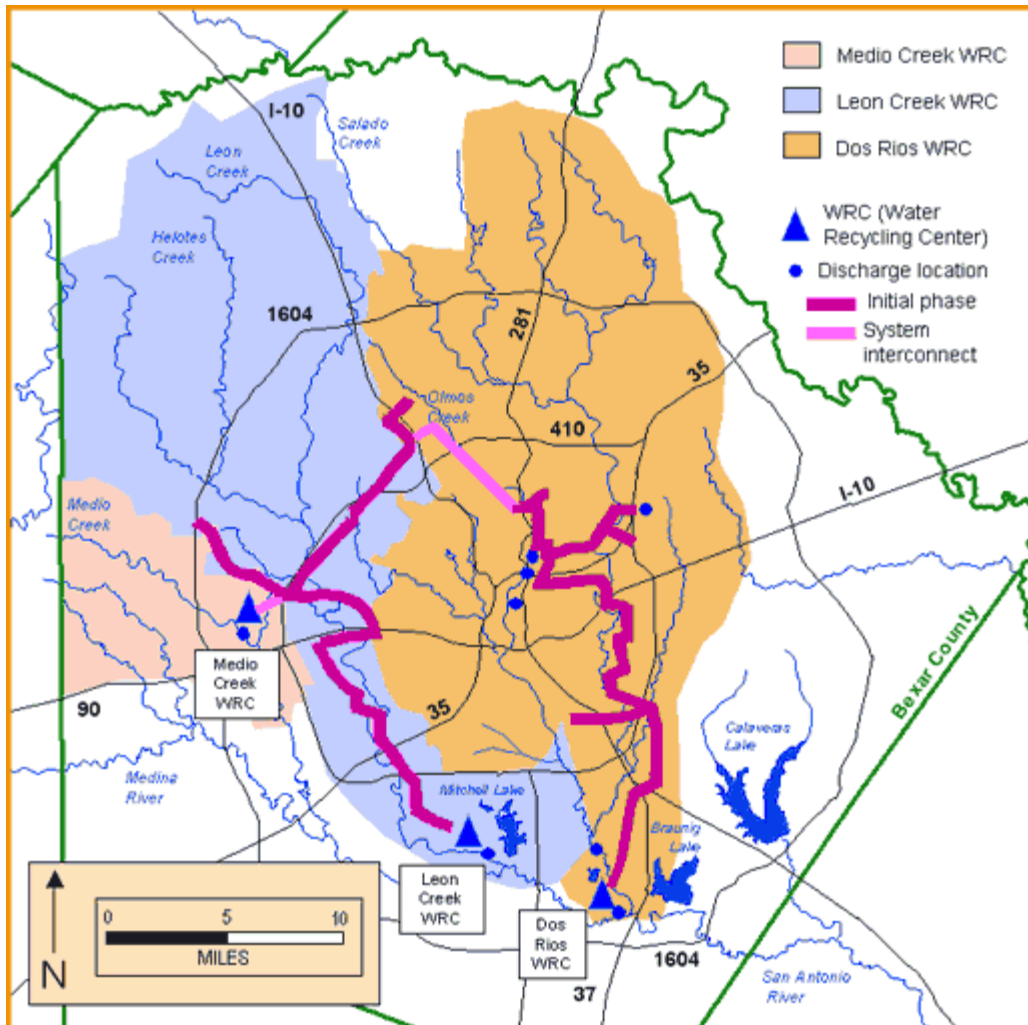 Medio Creek WRC
Leon Creek WRC
Dos Rios WRC
WRC (Water
Recycling Center)
Discharge location
Initial phase
System
interconnect
I-10
Salado
Creek
Leon
Creek
Helotes
Creek
1604
281
35
Olmos
Creek
410
I-10
Medio
Creek
Medio
Creek
WRC
90
35
Medina
River
Mitchell Lake
Calaveras
Lake
Braunig
Lake
Bexar County
Leon
Creek
WRC
Dos
Rios
WRC
1604
37
San Antonio
River
0 5 10
MILES
N